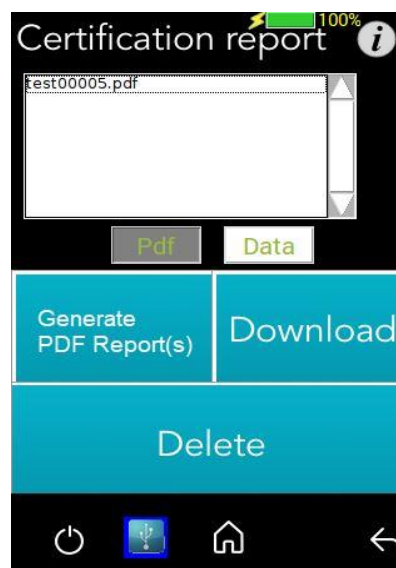 100%
Certification report
i
test00005.pdf
Pdf Data
Generate
PDF Report(s)
Download
Delete